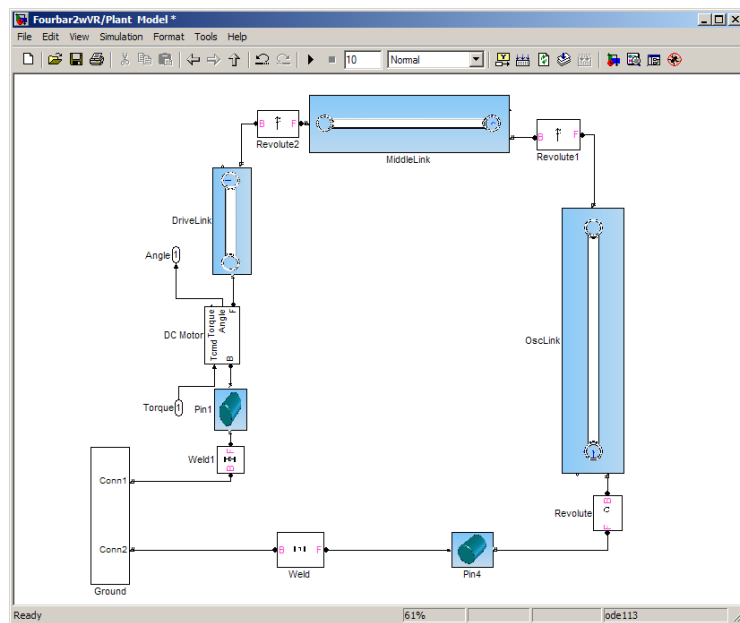 Fourbar2wVR/Plant Model *
File Edit View Simulation Format Tools Help
10 Normal
B F
Revolute2
MiddleLink
B F
Revolute1
DriveLink
Angle 1
Tcmd Torque Angle F B
DC Motor
OscLink
Torque 1
Pin1
F
Weld1
B
Conn1
Conn2
Ground
B F
Weld
Pin4
B
Revolute
F
Ready 61% ode113